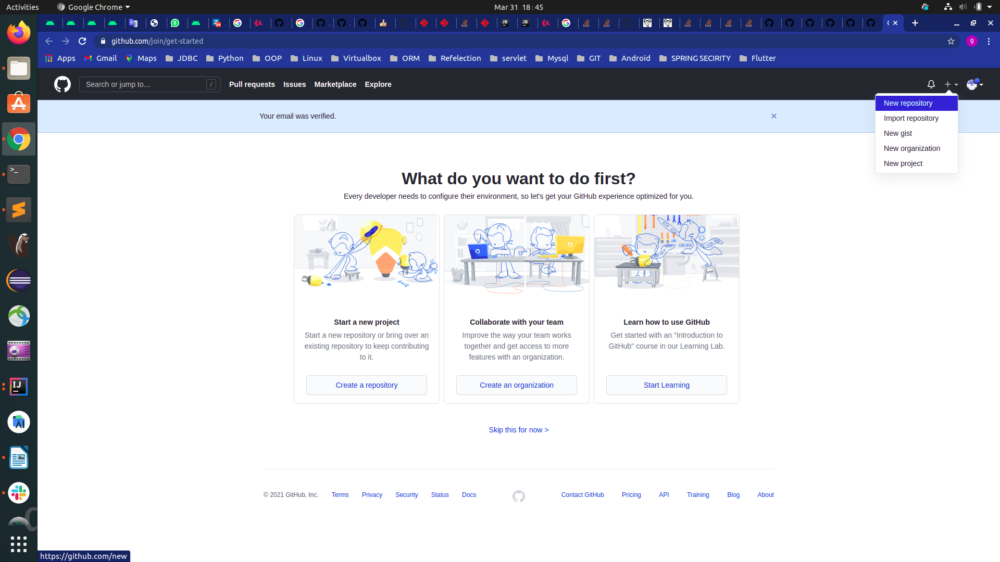 Activities
Google Chrome
Mar 31 18:45
github.com/join/get-started
g
Apps
Gmail
Maps
JDBC
Python
OOP
Linux
Virtualbox
ORM
Refelection
servlet
Mysql
GIT
Android
SPRING SECIRITY
Flutter
Search or jump to…
/
Pull requests
Issues
Marketplace
Explore
New repository
Import repository
New gist
New organization
New project
Your email was verified.
What do you want to do first?
Every developer needs to configure their environment, so let's get your GitHub experience optimized for you.
Start a new project
Start a new repository or bring over an
existing repository to keep contributing
to it.
Create a repository
Collaborate with your team
Improve the way your team works
together and get access to more
features with an organization.
Create an organization
Learn how to use GitHub
Get started with an "Introduction to
GitHub" course in our Learning Lab.
Start Learning
Skip this for now >
© 2021 GitHub, Inc.
Terms
Privacy
Security
Status
Docs
Contact GitHub
Pricing
API
Training
Blog
About
https://github.com/new